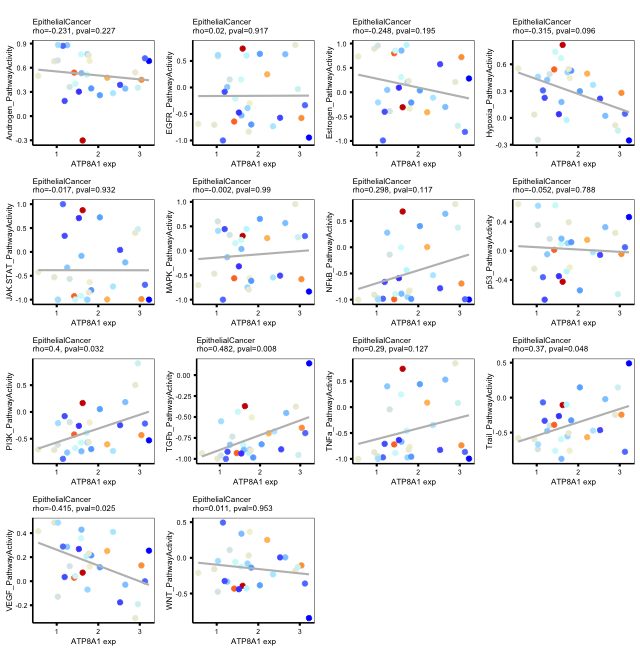 EpithelialCancer
rho=-0.231, pval=0.227
Androgen_PathwayActivity
0.9
0.6
0.3
0.0
-0.3
1
2
3
ATP8A1 exp
EpithelialCancer
rho=0.02, pval=0.917
EGFR_PathwayActivity
0.5
0.0
-0.5
-1.0
1
2
3
ATP8A1 exp
EpithelialCancer
rho=-0.248, pval=0.195
Estrogen_PathwayActivity
1.0
0.5
0.0
-0.5
-1.0
1
2
3
ATP8A1 exp
EpithelialCancer
rho=-0.315, pval=0.096
Hypoxia_PathwayActivity
0.6
0.3
0.0
-0.3
1
2
3
ATP8A1 exp
EpithelialCancer
rho=-0.017, pval=0.932
JAK.STAT_PathwayActivity
1.0
0.5
0.0
-0.5
-1.0
1
2
3
ATP8A1 exp
EpithelialCancer
rho=-0.002, pval=0.99
MAPK_PathwayActivity
1.0
0.5
0.0
-0.5
-1.0
1
2
3
ATP8A1 exp
EpithelialCancer
rho=0.298, pval=0.117
NFkB_PathwayActivity
0.5
0.0
-0.5
-1.0
1
2
3
ATP8A1 exp
EpithelialCancer
rho=-0.052, pval=0.788
p53_PathwayActivity
0.4
0.0
-0.4
1
2
3
ATP8A1 exp
EpithelialCancer
rho=0.4, pval=0.032
PI3K_PathwayActivity
0.5
0.0
-0.5
1
2
3
ATP8A1 exp
EpithelialCancer
rho=0.482, pval=0.008
TGFb_PathwayActivity
0.00
-0.25
-0.50
-0.75
-1.00
1
2
3
ATP8A1 exp
EpithelialCancer
rho=0.29, pval=0.127
TNFa_PathwayActivity
0.5
0.0
-0.5
-1.0
1
2
3
ATP8A1 exp
EpithelialCancer
rho=0.37, pval=0.048
Trail_PathwayActivity
0.5
0.0
-0.5
1
2
3
ATP8A1 exp
EpithelialCancer
rho=-0.415, pval=0.025
VEGF_PathwayActivity
0.4
0.2
0.0
-0.2
1
2
3
ATP8A1 exp
EpithelialCancer
rho=0.011, pval=0.953
WNT_PathwayActivity
0.5
0.0
-0.5
1
2
3
ATP8A1 exp